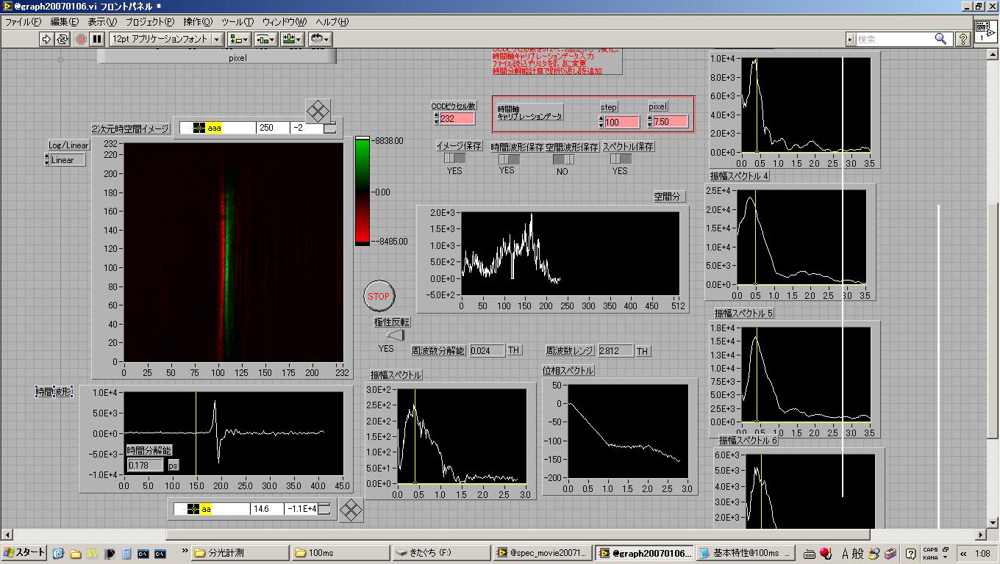 @graph20070106.vi フロントパネル *
ファイル(F) 編集(E) 表示(V) プロジェクト(P) 操作(O) ツール(T) ウィンドウ(W) ヘルプ(H)
12pt アプリケーションフォント
検索
pixel
時間軸キャリブレーションデータ入力
ファイル読込デリミタを『，』に変更
時間分解能計算で『折り返し』を追加
CCDピクセル数
232
時間軸
キャリブレーションデータ
step
100
pixel
7.50
イメージ保存
YES
時間波形保存
YES
空間波形保存
NO
スペクトル保存
YES
Log/Linear
Linear
2次元時空間イメージ
aaa 250 -2
232
220
200
180
160
140
120
100
80
60
40
20
0
0 25 50 75 100 125 150 175 200 232
8838.00
0.00
-8485.00
空間分
2.0E+3
1.5E+3
1.0E+3
5.0E+2
0.0E+0
-5.0E+2
0 50 100 150 200 250 300 350 400 450 512
STOP
極性反転
YES
周波数分解能 0.024 TH
周波数レンジ 2.812 TH
時間波形
1.0E+4
5.0E+3
0.0E+0
-5.0E+3
-1.0E+4
時間分解能
0.178 ps
0.0 5.0 10.0 15.0 20.0 25.0 30.0 35.0 45.0
aa 14.6 -1.1E+4
振幅スペクトル
3.0E+2
2.5E+2
2.0E+2
1.5E+2
1.0E+2
5.0E+1
0.0E+0
0.0 0.5 1.0 1.5 2.0 2.5 3.0
位相スペクトル
50
0
-50
-100
-150
-200
0.0 0.5 1.0 1.5 2.0 2.5 3.0
1.0E+4
8.0E+3
6.0E+3
4.0E+3
2.0E+3
0.0E+0
0.0 0.5 1.0 1.5 2.0 2.5 3.5
振幅スペクトル 4
2.5E+4
2.0E+4
1.5E+4
1.0E+4
5.0E+3
0.0E+0
0.0 0.5 1.0 1.5 2.0 2.5 3.5
振幅スペクトル 5
1.8E+4
1.5E+4
1.3E+4
1.0E+4
7.5E+3
5.0E+3
2.5E+3
0.0E+0
0.0 0.5 1.0 1.5 2.0 2.5 3.5
振幅スペクトル 6
6.0E+3
5.0E+3
4.0E+3
3.0E+3
2.0E+3
スタート
分光計測
100ms
きたぐち (F:)
@spec_movie20071...
@graph20070106...
基本特性@100ms ...
A 般
CAPS
KANA
1:08